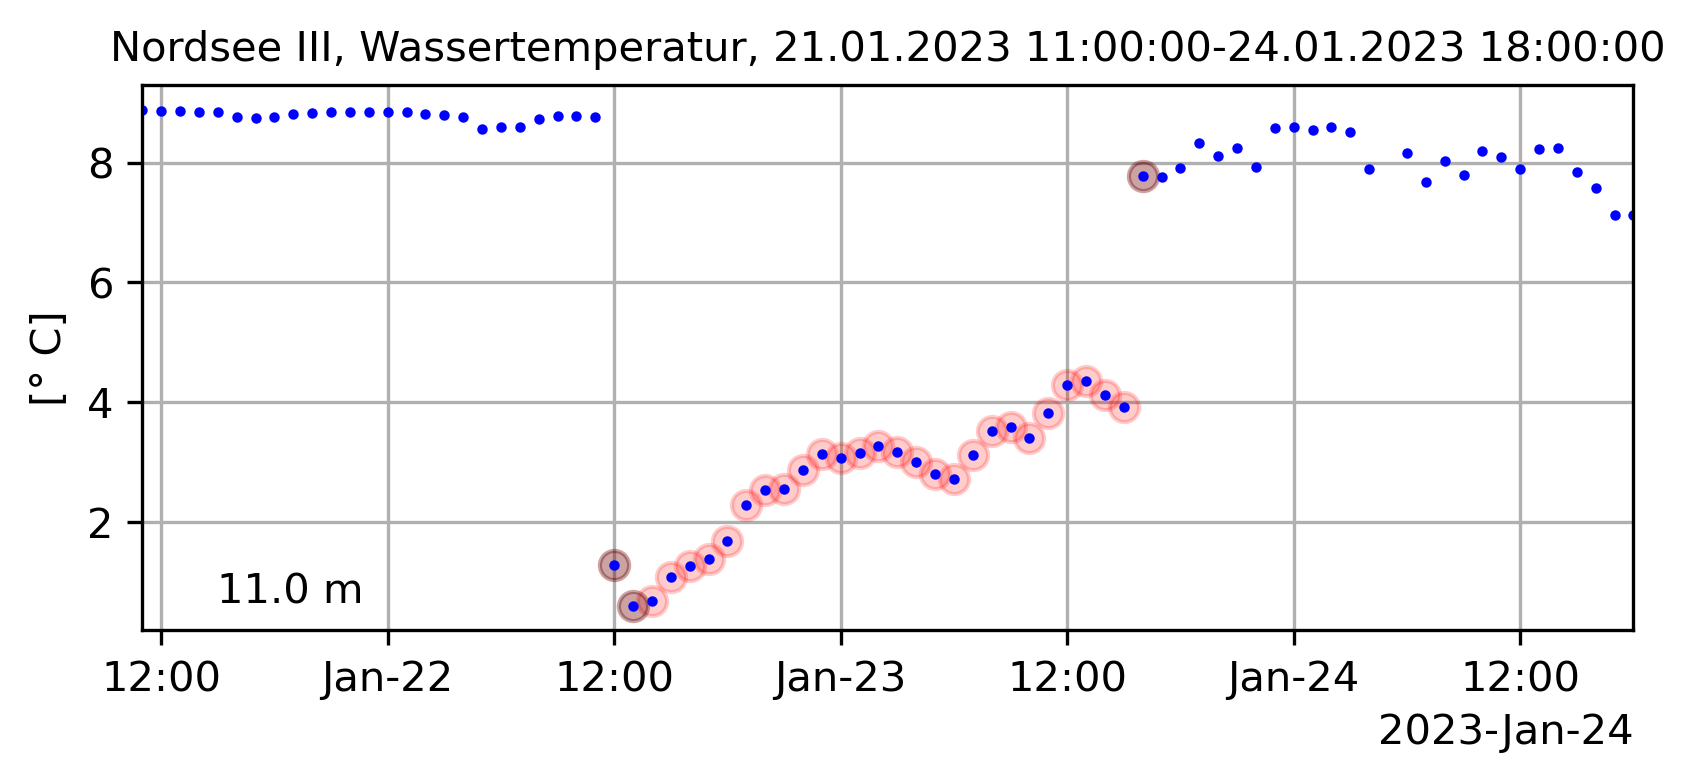 Nordsee III, Wassertemperatur, 21.01.2023 11:00:00-24.01.2023 18:00:00
[° C]
8
6
4
2
11.0 m
12:00 Jan-22 12:00 Jan-23 12:00 Jan-24 12:00
2023-Jan-24